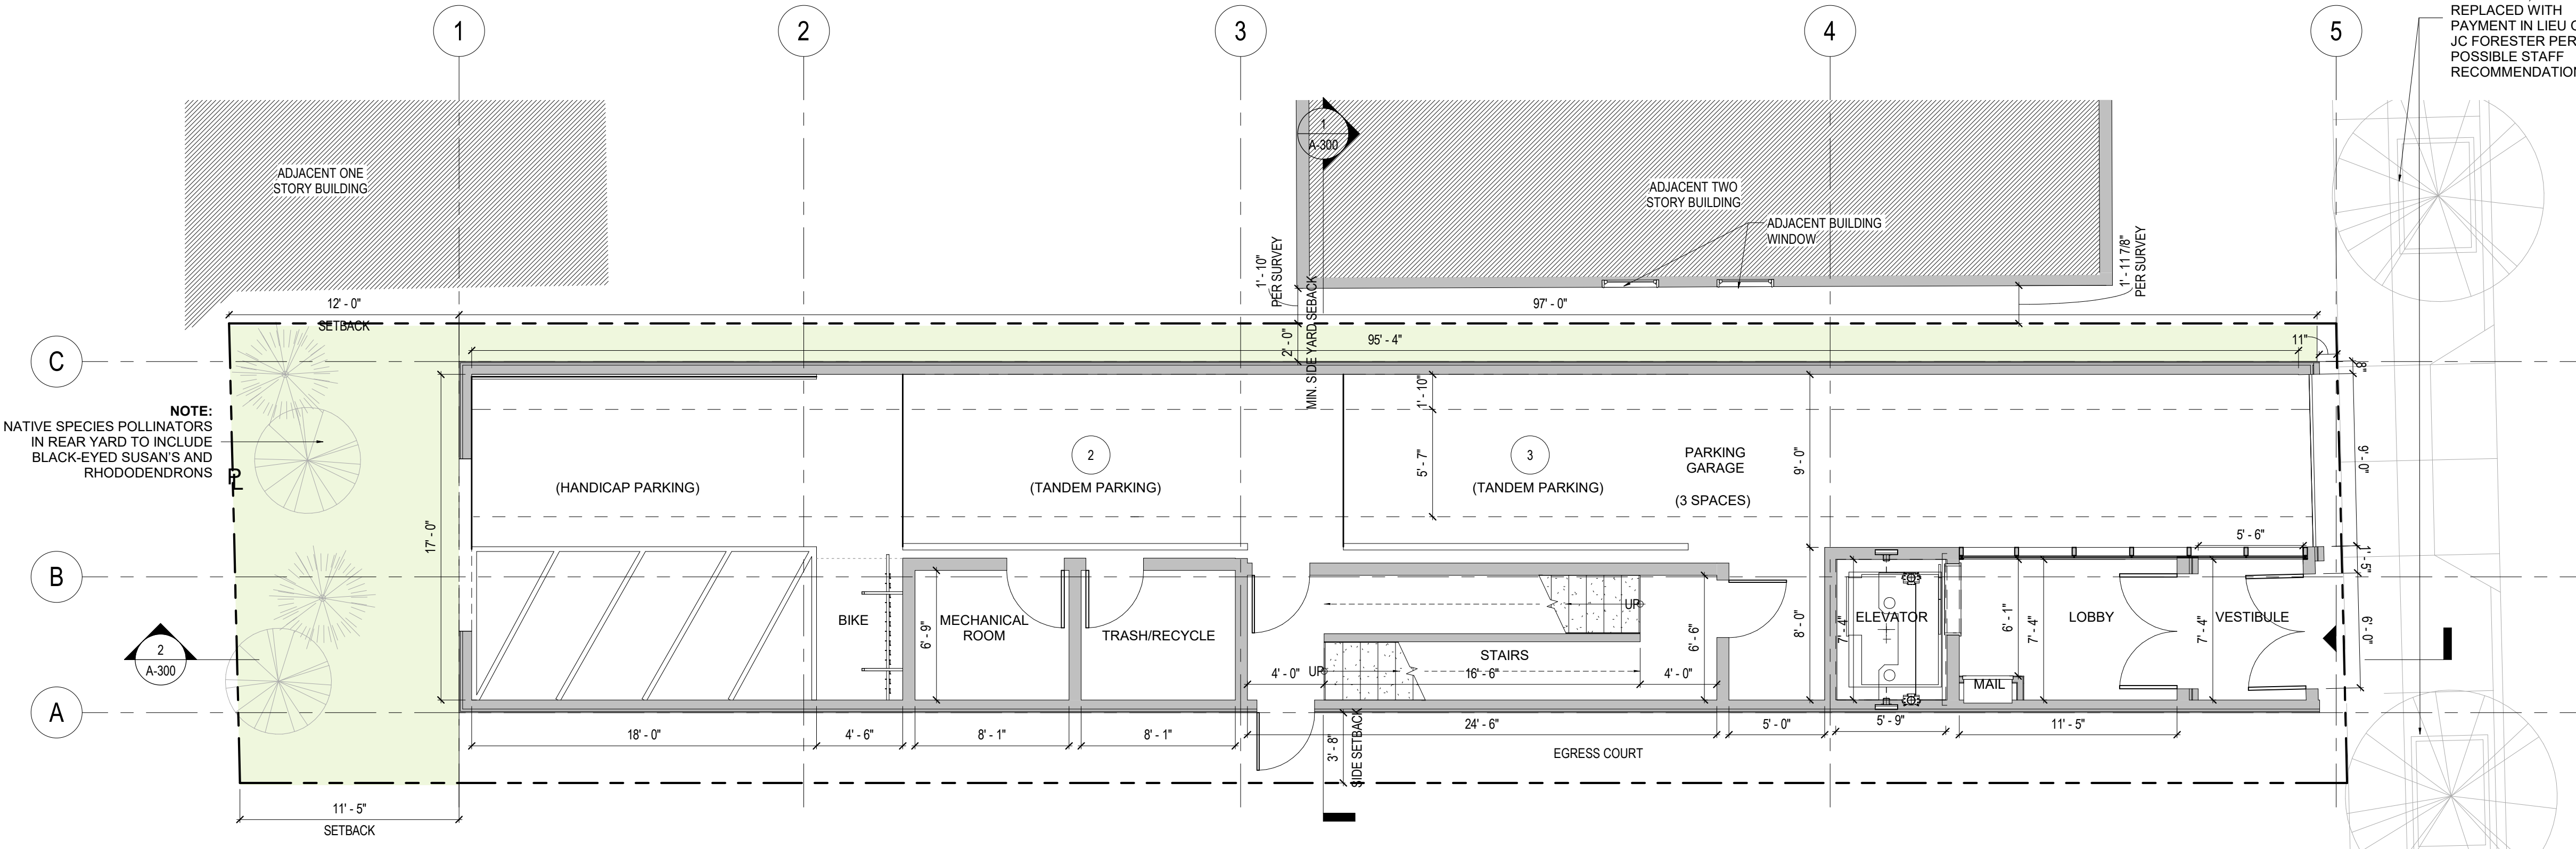 1
2
3
4
5
REPLACED WITH
PAYMENT IN LIEU
JC FORESTER PER
POSSIBLE STAFF
RECOMMENDATION
1
A-300
ADJACENT ONE
STORY BUILDING
ADJACENT TWO
STORY BUILDING
ADJACENT BUILDING
WINDOW
1' - 10"
PER SURVEY
1' - 11 7/8"
PER SURVEY
12' - 0"
SETBACK
97' - 0"
2' - 0"
MIN. SIDE YARD SEBACK
95' - 4"
11"
8"
C
NOTE:
NATIVE SPECIES POLLINATORS
IN REAR YARD TO INCLUDE
BLACK-EYED SUSAN'S AND
RHODODENDRONS
PL
17' - 0"
(HANDICAP PARKING)
2
(TANDEM PARKING)
3
(TANDEM PARKING)
1' - 10"
5' - 7"
PARKING
GARAGE
(3 SPACES)
9' - 0"
9' - 0"
5' - 6"
1' - 5"
B
BIKE
6' - 9"
MECHANICAL
ROOM
TRASH/RECYCLE
UP
STAIRS
UP
4' - 0"
16' - 6"
4' - 0"
6' - 6"
8' - 0"
7' - 4"
ELEVATOR
6' - 1"
7' - 4"
LOBBY
7' - 4"
VESTIBULE
6' - 0"
MAIL
2
A-300
A
18' - 0"
4' - 6"
8' - 1"
8' - 1"
24' - 6"
5' - 0"
5' - 9"
11' - 5"
3' - 8"
SIDE SETBACK
EGRESS COURT
11' - 5"
SETBACK